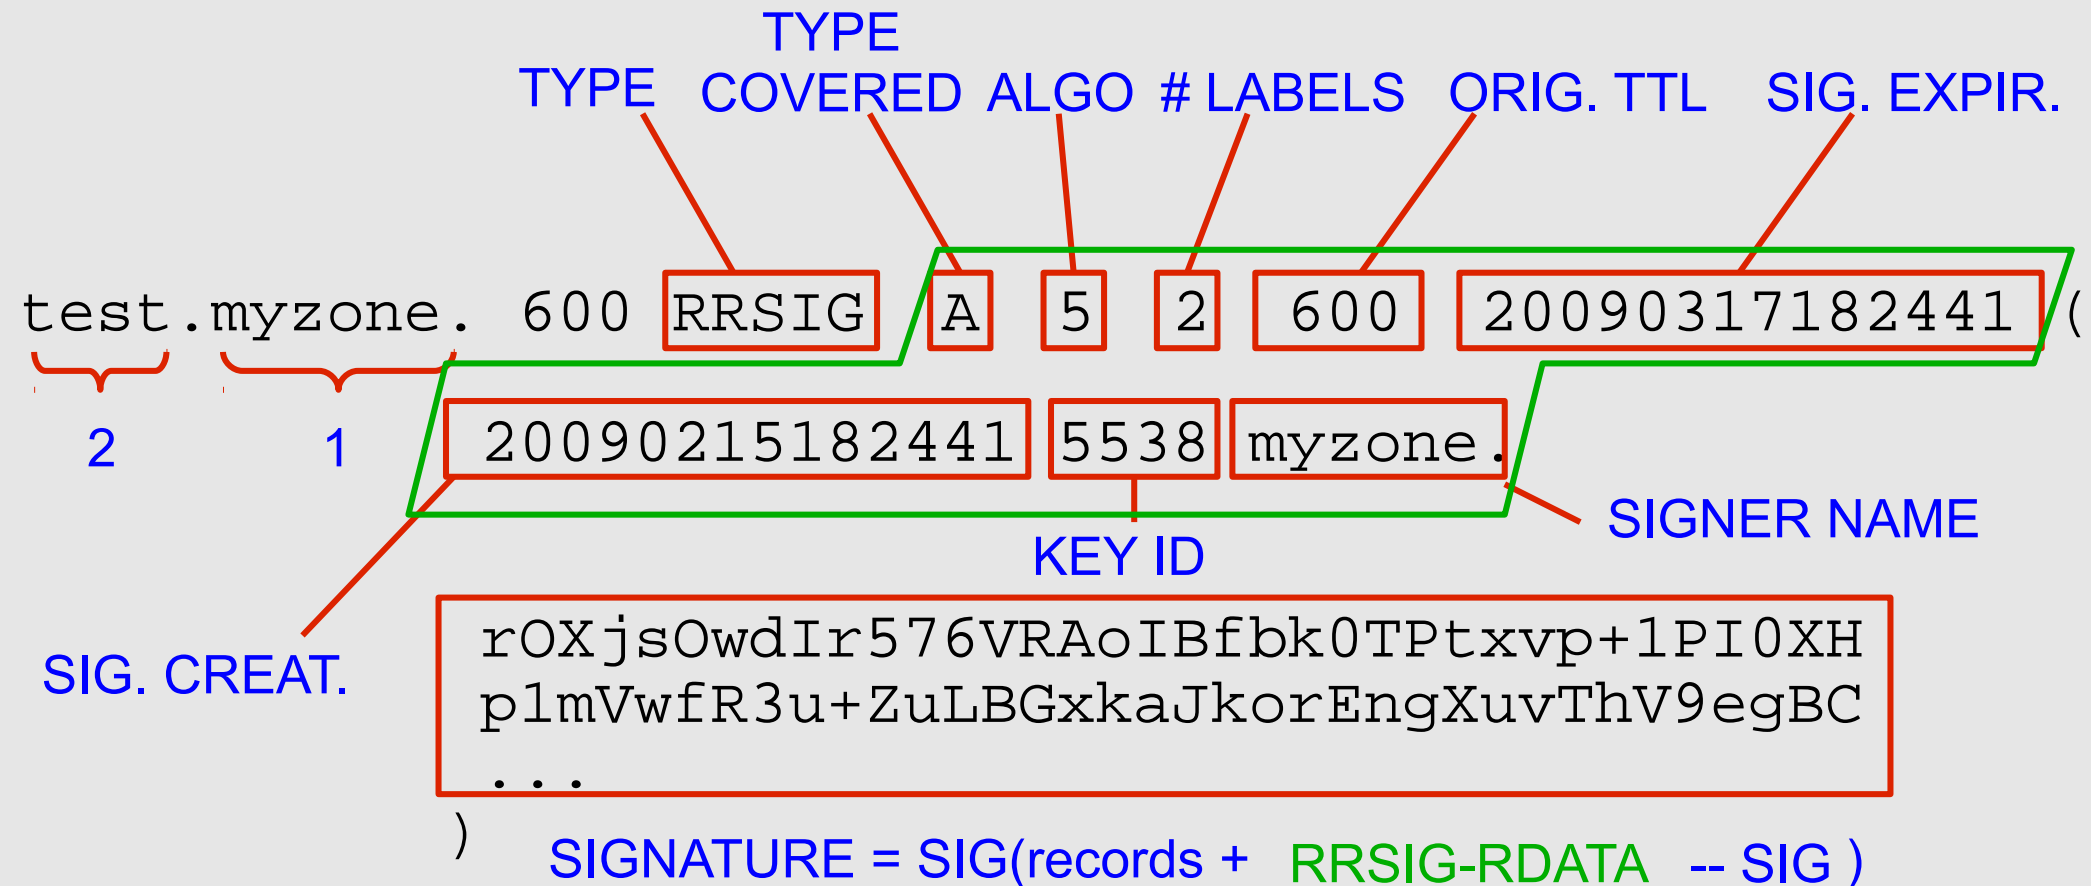 TYPE
TYPE COVERED ALGO # LABELS ORIG. TTL SIG. EXPIR.
test.myzone. 600 RRSIG A 5 2 600 20090317182441 (
2 1 20090215182441 5538 myzone.
SIGNER NAME
KEY ID
SIG. CREAT.
rOXjsOwdIr576VRAoIBfbk0TPtxvp+1PI0XH
p1mVwfR3u+ZuLBGxkaJkorEngXuvThV9egBC
...
)
SIGNATURE = SIG(records + RRSIG-RDATA -- SIG )